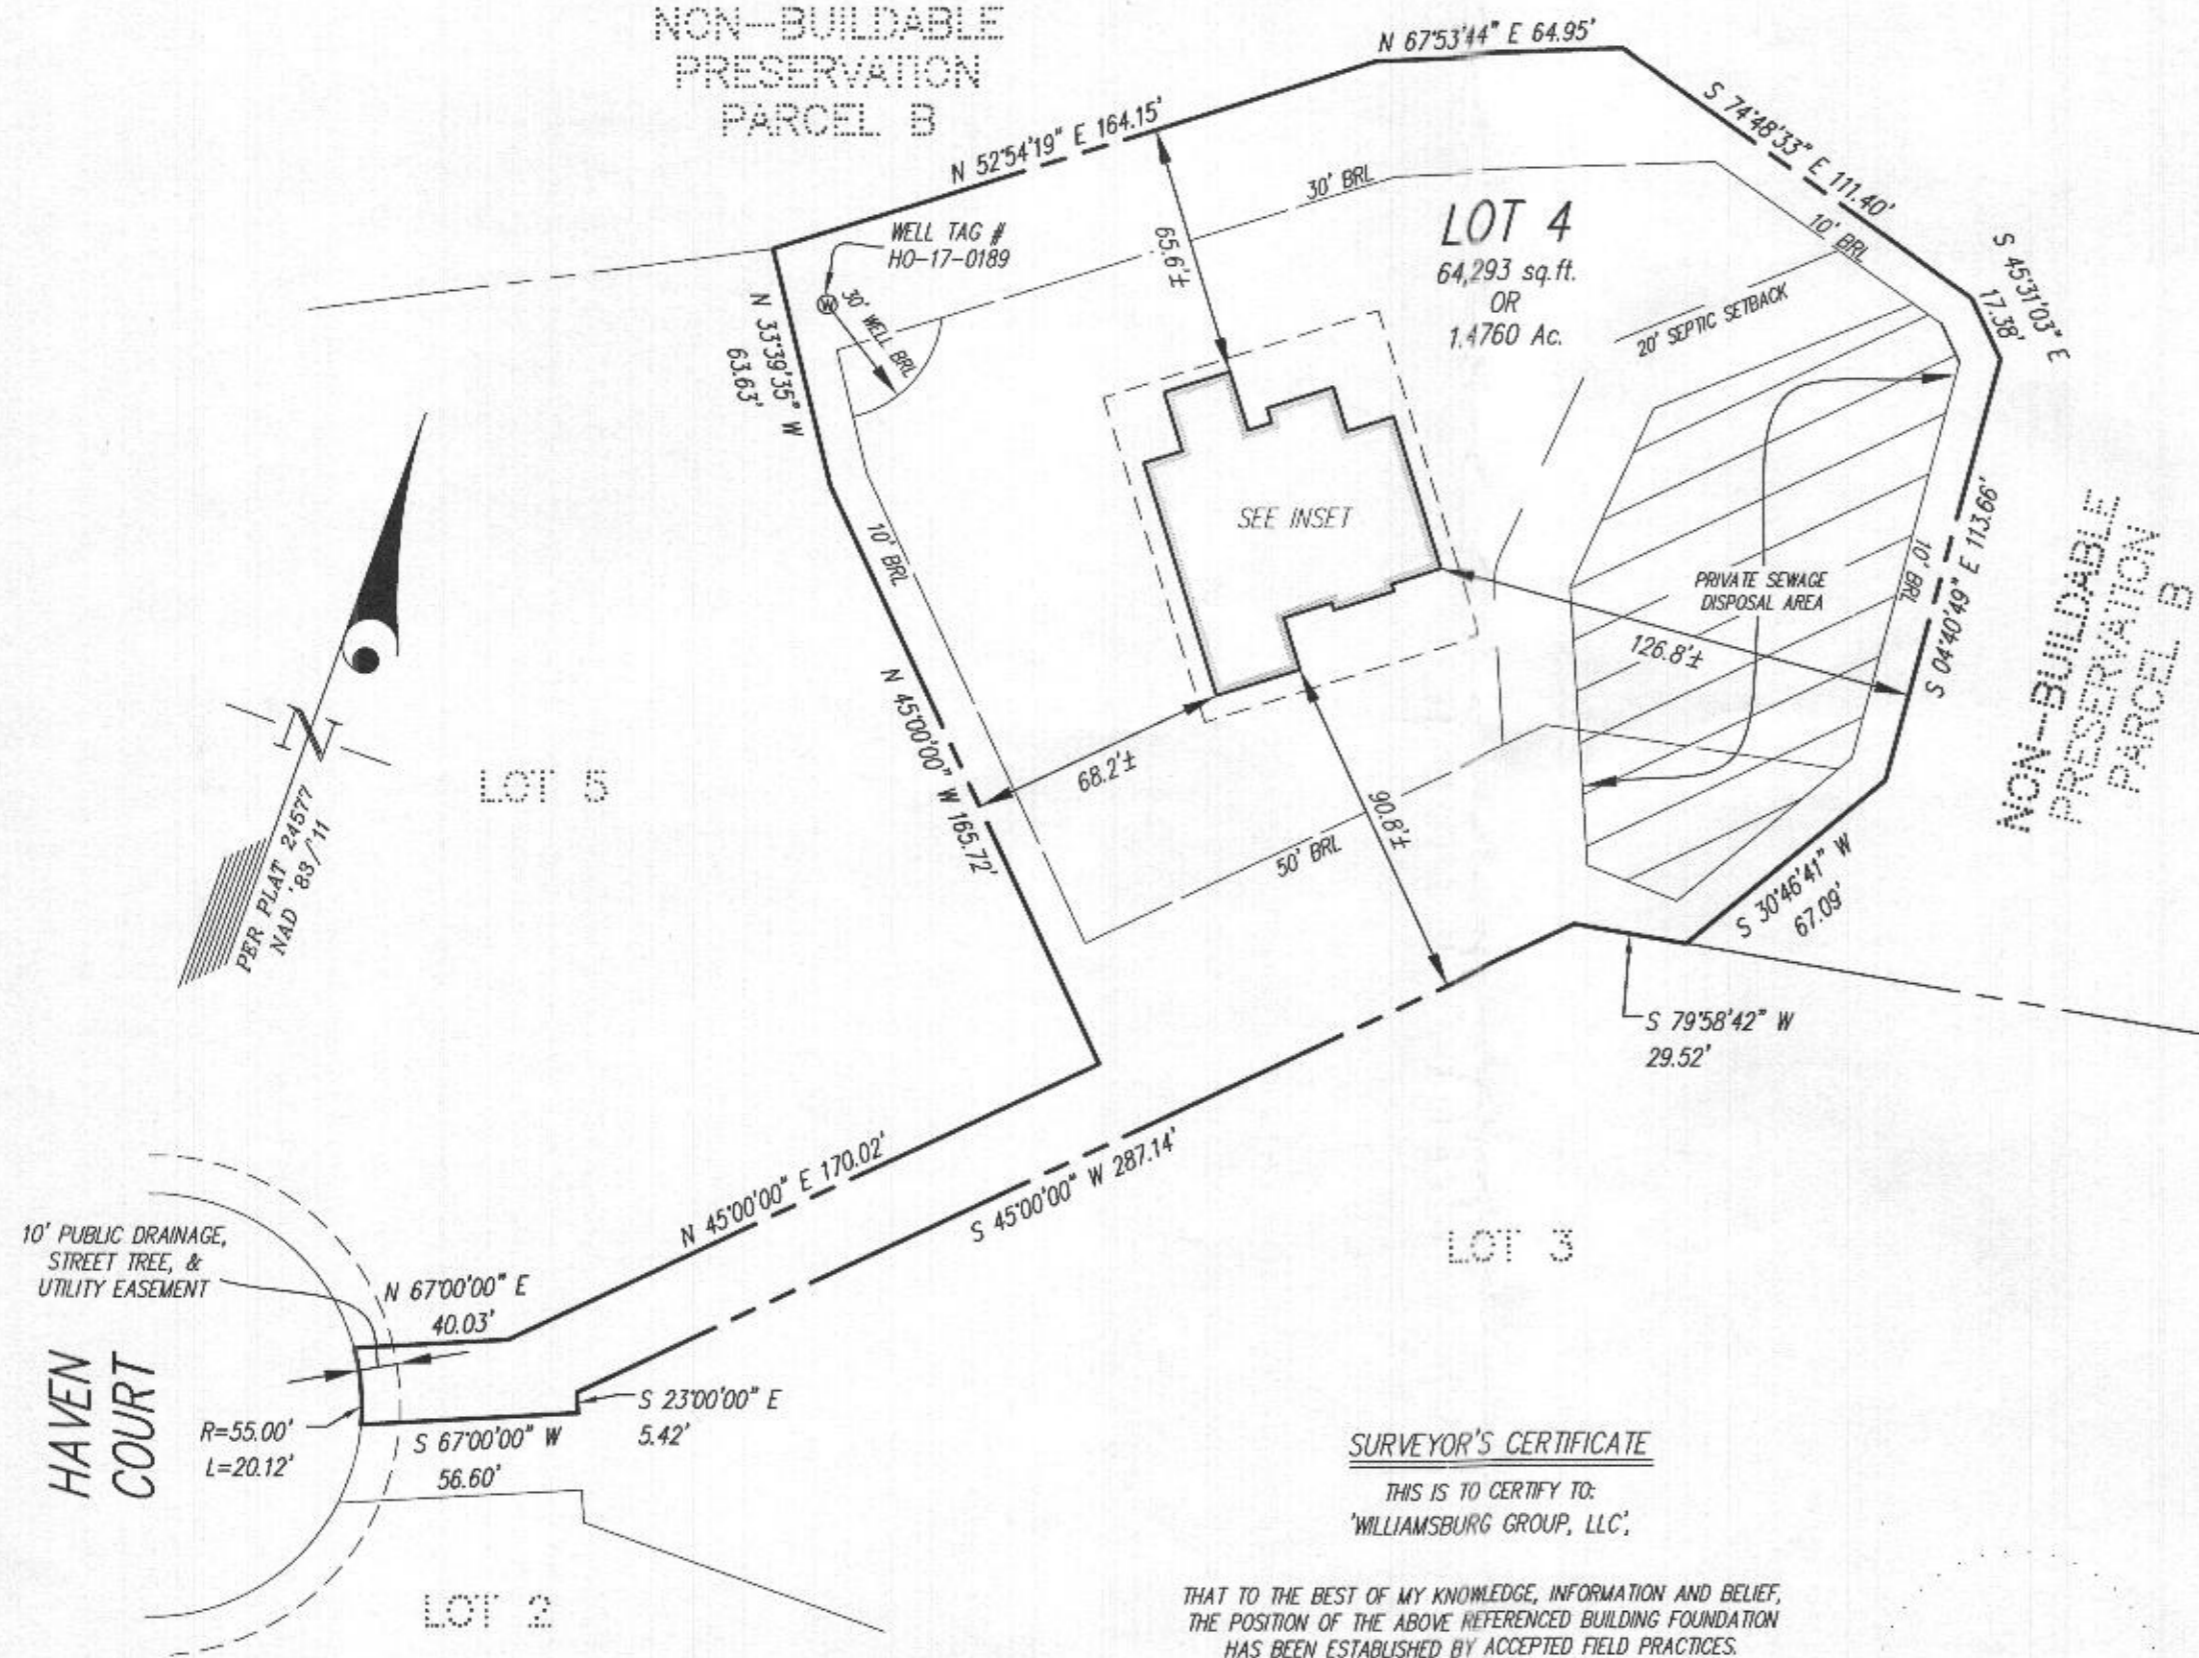 NON-BUILDABLE
PRESERVATION
PARCEL B
N 67°53'44" E 64.95'
S 74°48'33" E 111.40'
N 52°54'19" E 164.15'
30' BRL
10' BRL
LOT 4
64,293 sq.ft.
OR
1.4760 Ac.
WELL TAG #
HO-17-0189
W
30' WELL BRL
65.6'±
S 45°31'03" E
17.38'
20' SEPTIC SETBACK
N 33°39'35" W
63.63'
SEE INSET
10' BRL
PRIVATE SEWAGE
DISPOSAL AREA
10' BRL
S 04°40'49" E 113.66'
NON-BUILDABLE
PRESERVATION
PARCEL B
126.8'±
N 45°00'00" W 165.72'
68.2'±
LOT 5
N
PER PLAT 24577
NAD '83/'11
90.8'±
50' BRL
S 30°46'41" W
67.09'
S 79°58'42" W
29.52'
N 45°00'00" E 170.02'
S 45°00'00" W 287.14'
LOT 3
10' PUBLIC DRAINAGE,
STREET TREE, &
UTILITY EASEMENT
N 67°00'00" E
40.03'
HAVEN
COURT
R=55.00'
L=20.12'
S 67°00'00" W
56.60'
S 23°00'00" E
5.42'
LOT 2
SURVEYOR'S CERTIFICATE
THIS IS TO CERTIFY TO:
'WILLIAMSBURG GROUP, LLC',
THAT TO THE BEST OF MY KNOWLEDGE, INFORMATION AND BELIEF,
THE POSITION OF THE ABOVE REFERENCED BUILDING FOUNDATION
HAS BEEN ESTABLISHED BY ACCEPTED FIELD PRACTICES.